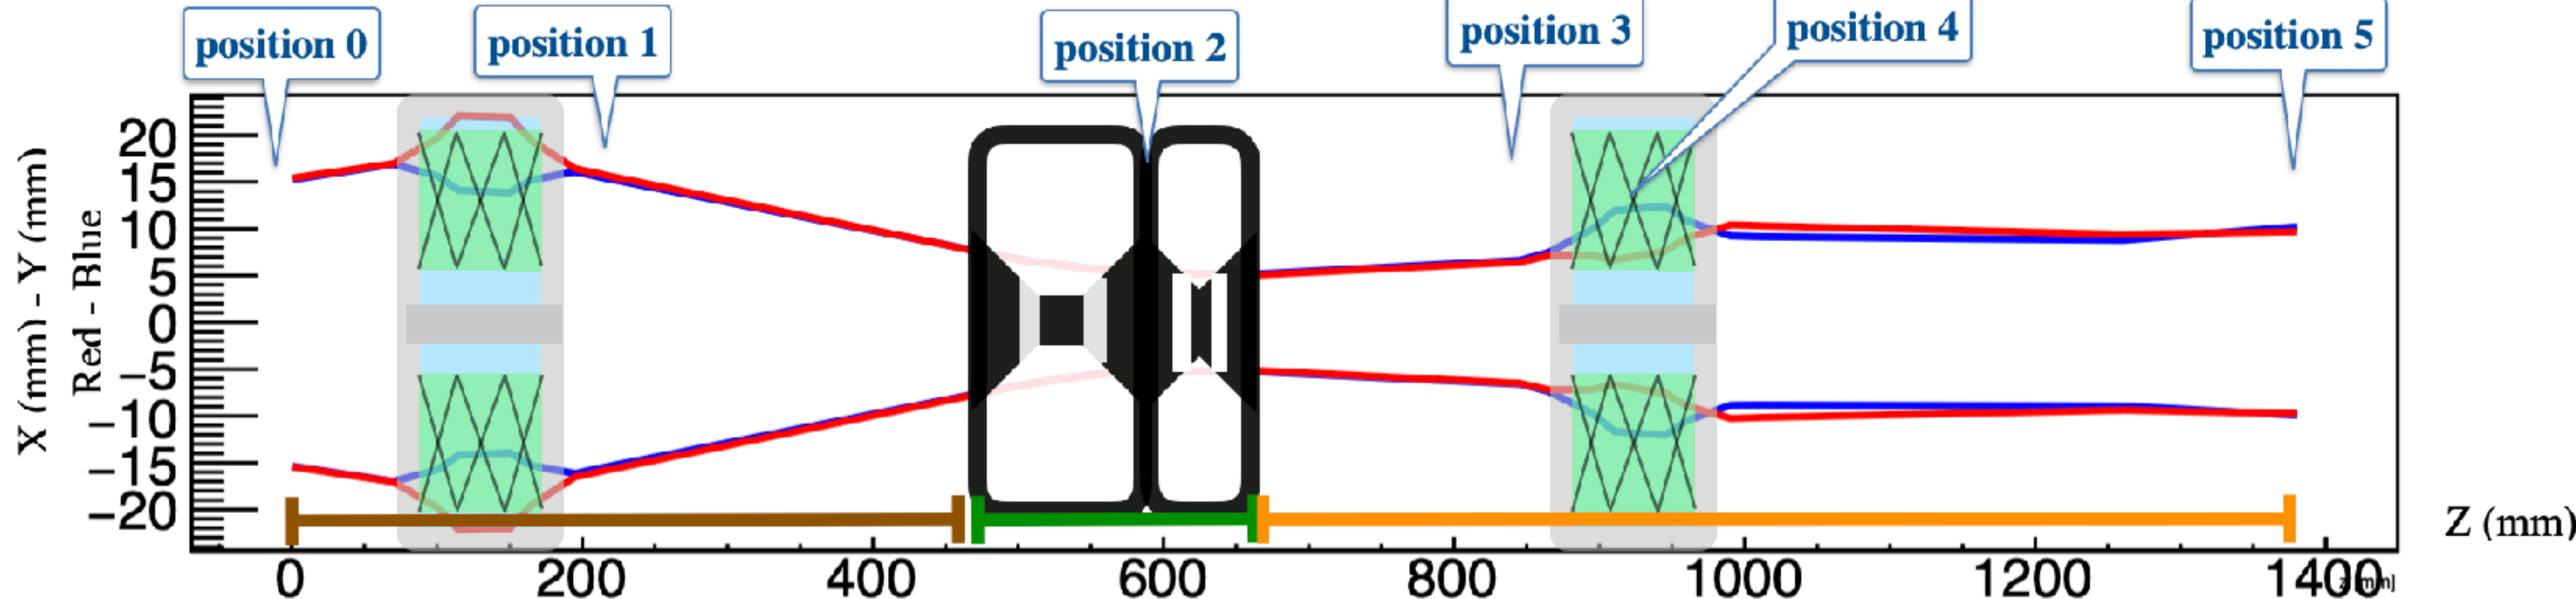 position 0
position 1
position 2
position 3
position 4
position 5
X (mm) - Y (mm)
Red - Blue
20
15
10
5
0
−5
−10
−15
−20
0
200
400
600
800
1000
1200
1400
Z (mm)